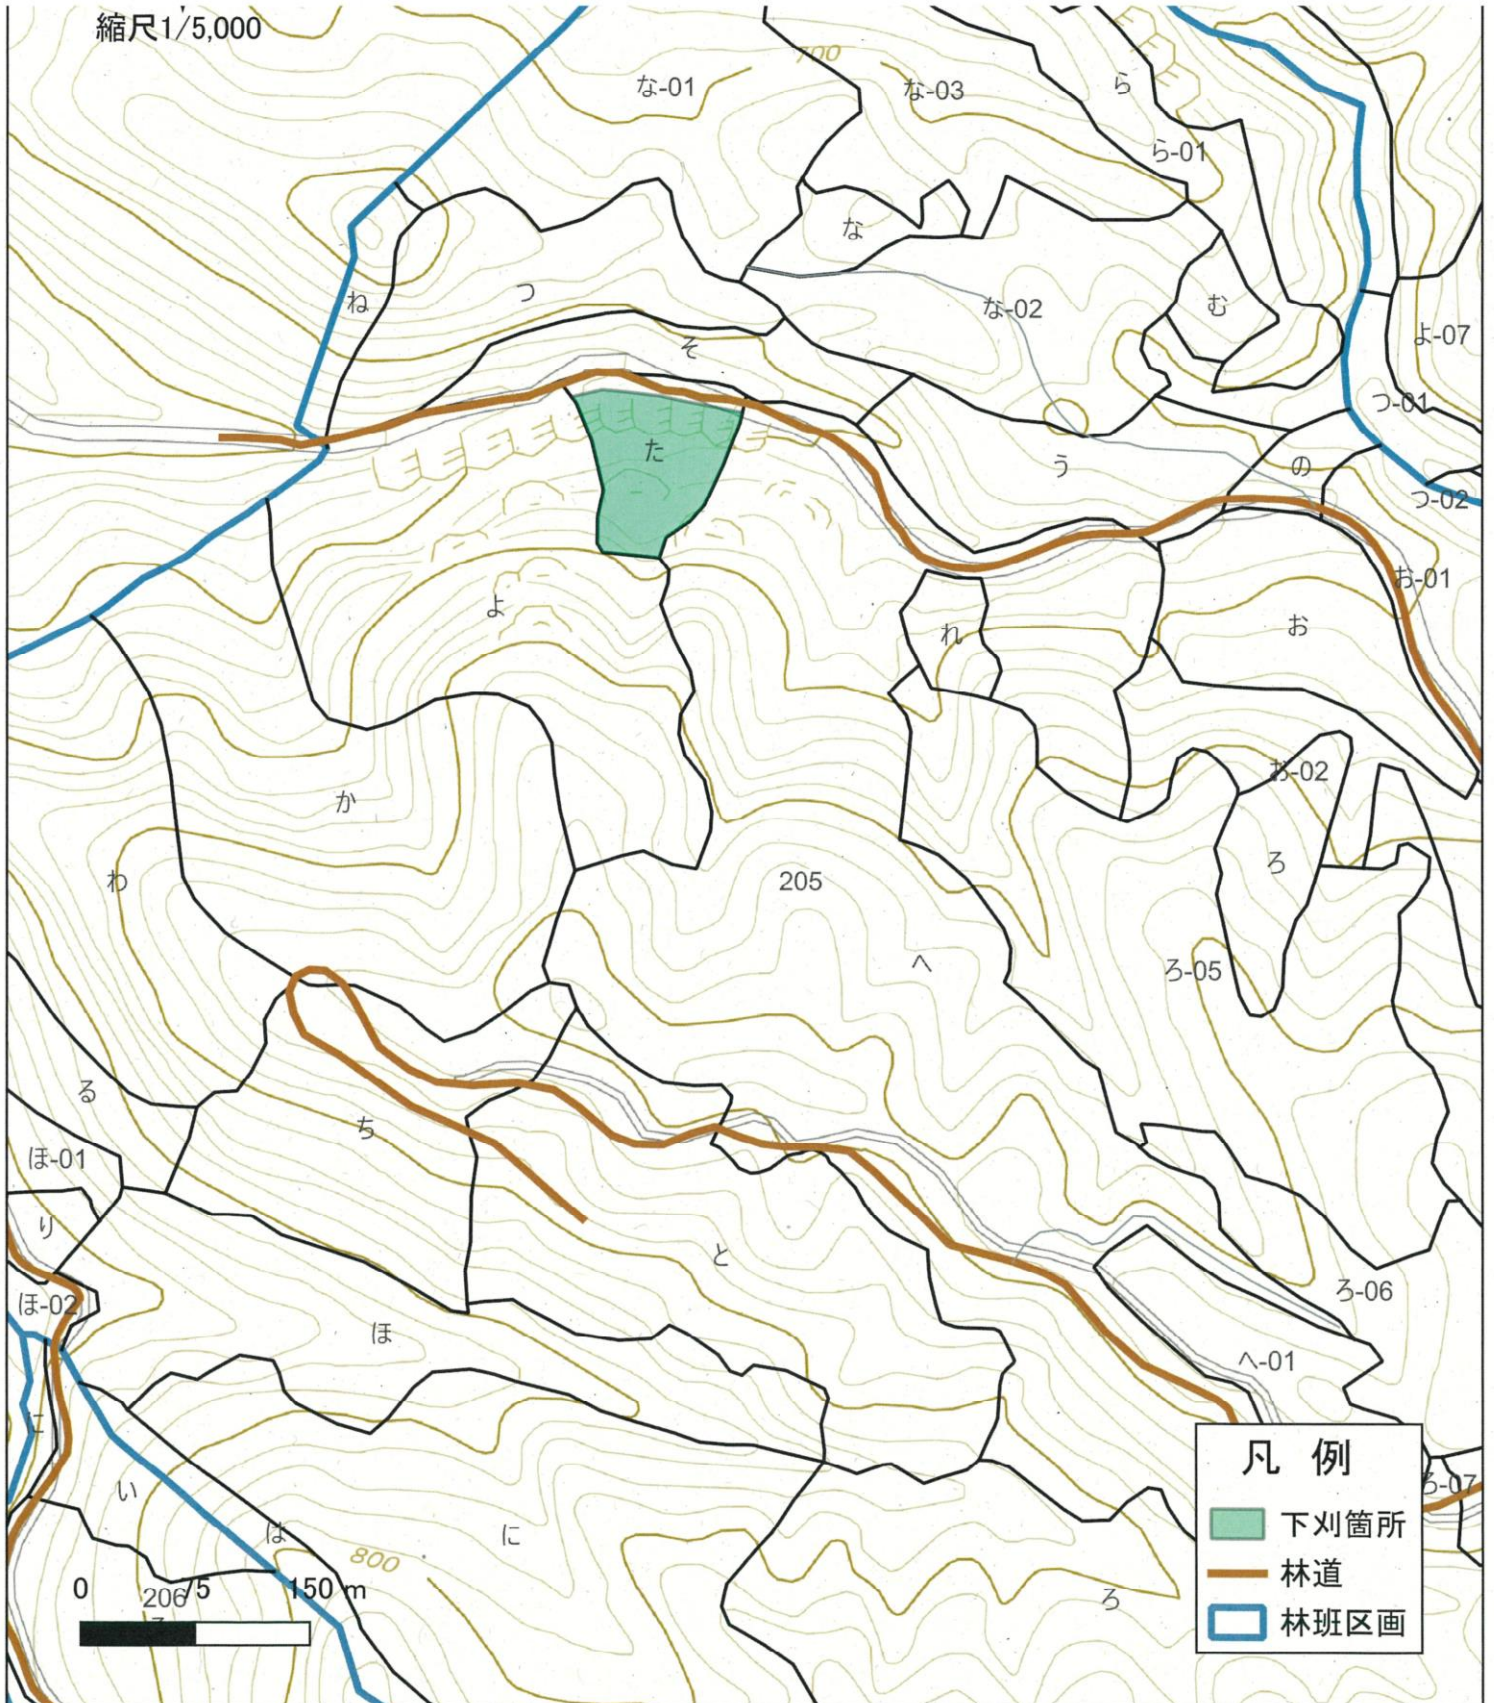 縮尺1/5,000
700
な-01
な-03
ら
ら-01
な
ね
つ
な-02
む
よ-07
そ
つ-01
た
う
の
つ-02
お-01
よ
れ
お
お-02
か
ろ
わ
205
へ
ろ-05
る
ち
ほ-01
り
と
ほ-02
ろ-06
ほ
へ-01
に
凡例
ろ-07
い
は
に
下刈箇所
800
林道
0 75 150 m
206
ろ
林班区画